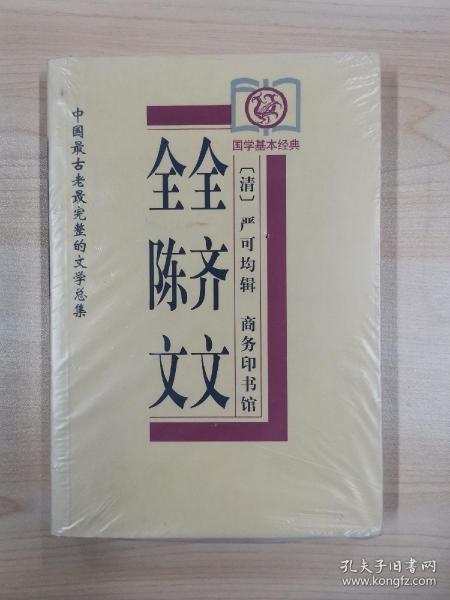 国学基本经典
全齐文
全陈文
〔清〕严可均辑 商务印书馆
中国最古老最完整的文学总集
孔夫子旧书网
www.kongfz.com